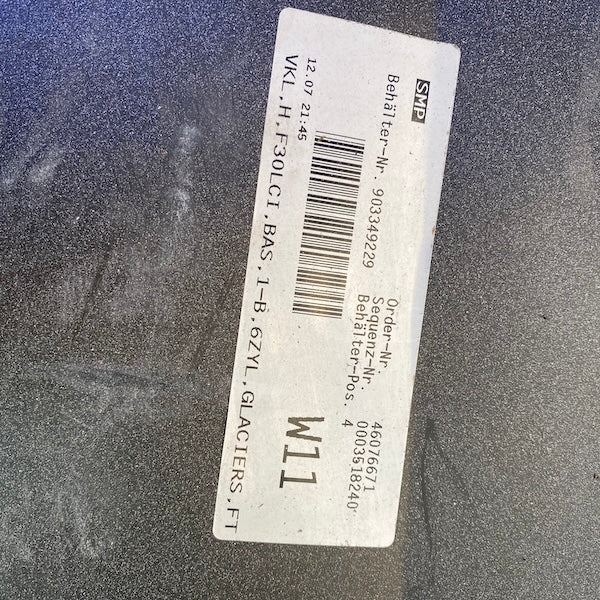 SMP
Behälter-Nr. 903349229
Order-Nr. 46076671
Sequenz-Nr. 0003518240
Behälter-Pos. 4
12.07 21:45
W11
VKL,H,F30LCI,BAS,1-B,6ZYL,GLACIERS,FT